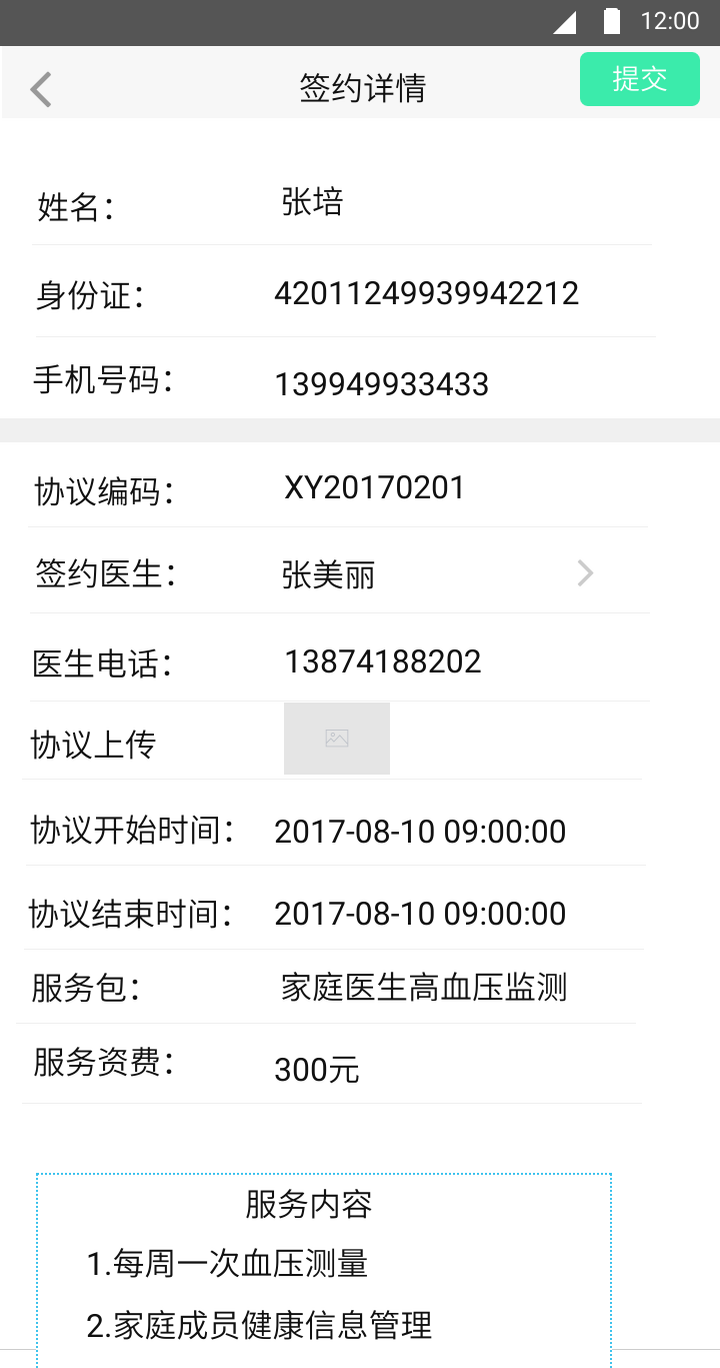 12:00
签约详情
提交
姓名： 张培
身份证： 42011249939942212
手机号码： 139949933433
协议编码： XY20170201
签约医生： 张美丽
医生电话： 13874188202
协议上传
协议开始时间： 2017-08-10 09:00:00
协议结束时间： 2017-08-10 09:00:00
服务包： 家庭医生高血压监测
服务资费： 300元
服务内容
1.每周一次血压测量
2.家庭成员健康信息管理